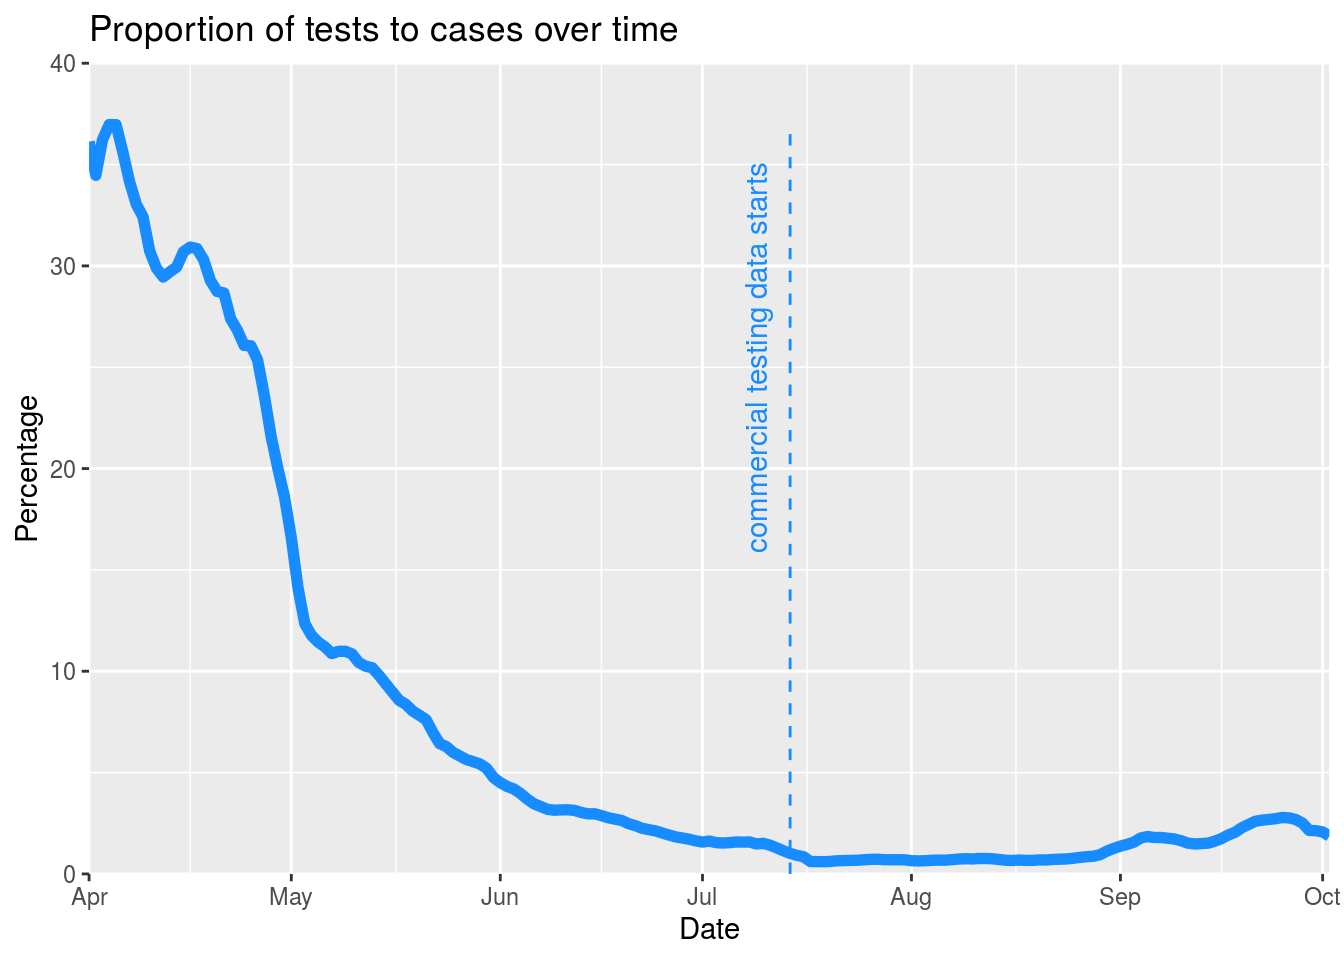 Proportion of tests to cases over time
40
30
20
10
0
Percentage
commercial testing data starts
Apr
May
Jun
Jul
Aug
Sep
Oct
Date